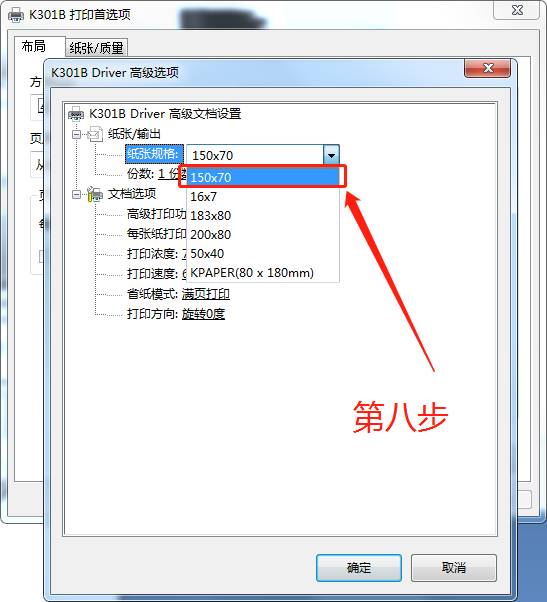 K301B 打印首选项
布局
纸张/质量
K301B Driver 高级选项
K301B Driver 高级文档设置
纸张/输出
纸张规格:
150x70
份数: 1 份
150x70
文档选项
16x7
高级打印功
183x80
每张纸打印
200x80
打印浓度:
50x40
打印速度: 6
KPAPER(80 x 180mm)
省纸模式: 满页打印
打印方向: 旋转0度
第八步
确定
取消